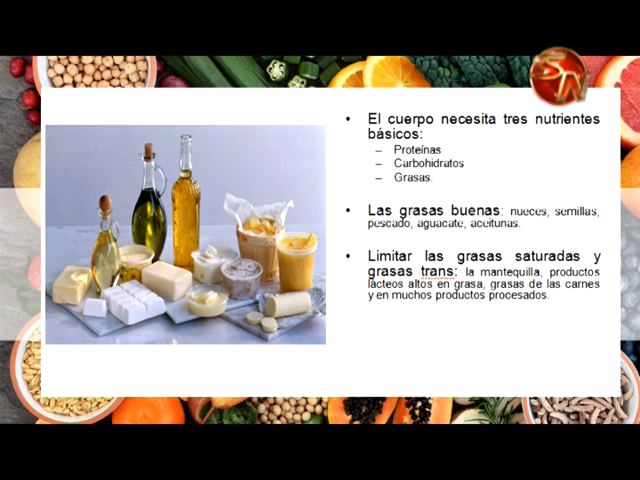 SN
• El cuerpo necesita tres nutrientes
básicos:
– Proteínas
– Carbohidratos
– Grasas.
• Las grasas buenas: nueces, semillas,
pescado, aguacate, aceitunas.
• Limitar las grasas saturadas y
grasas trans: la mantequilla, productos
lácteos altos en grasa, grasas de las carnes
y en muchos productos procesados.